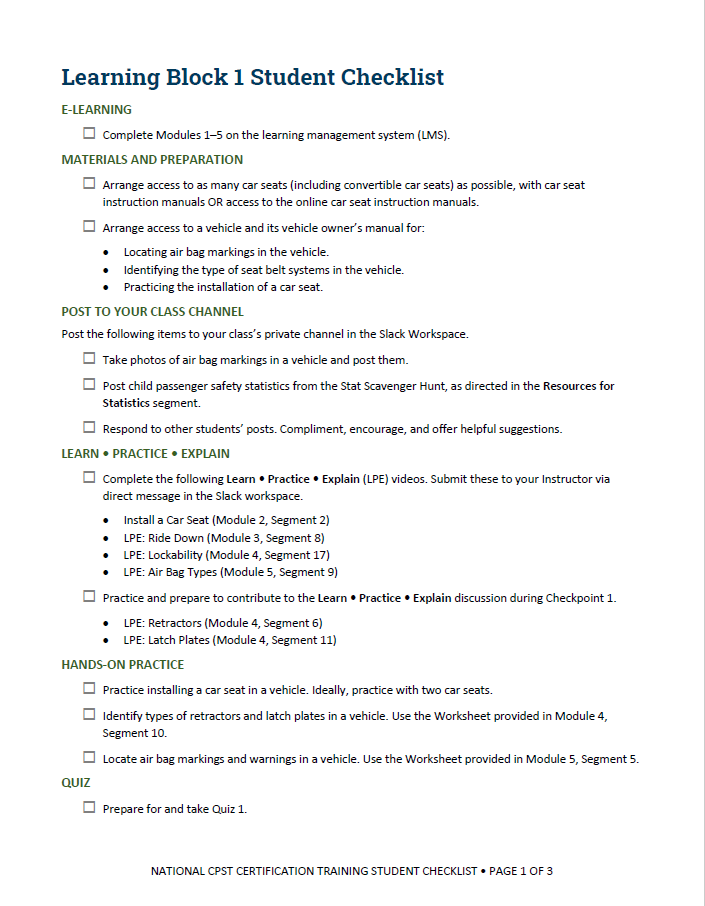 Learning Block 1 Student Checklist
E-LEARNING
☐ Complete Modules 1–5 on the learning management system (LMS).
MATERIALS AND PREPARATION
☐ Arrange access to as many car seats (including convertible car seats) as possible, with car seat
instruction manuals OR access to the online car seat instruction manuals.
☐ Arrange access to a vehicle and its vehicle owner's manual for:
• Locating air bag markings in the vehicle.
• Identifying the type of seat belt systems in the vehicle.
• Practicing the installation of a car seat.
POST TO YOUR CLASS CHANNEL
Post the following items to your class's private channel in the Slack Workspace.
☐ Take photos of air bag markings in a vehicle and post them.
☐ Post child passenger safety statistics from the Stat Scavenger Hunt, as directed in the Resources for
Statistics segment.
☐ Respond to other students' posts. Compliment, encourage, and offer helpful suggestions.
LEARN • PRACTICE • EXPLAIN
☐ Complete the following Learn • Practice • Explain (LPE) videos. Submit these to your Instructor via
direct message in the Slack workspace.
• Install a Car Seat (Module 2, Segment 2)
• LPE: Ride Down (Module 3, Segment 8)
• LPE: Lockability (Module 4, Segment 17)
• LPE: Air Bag Types (Module 5, Segment 9)
☐ Practice and prepare to contribute to the Learn • Practice • Explain discussion during Checkpoint 1.
• LPE: Retractors (Module 4, Segment 6)
• LPE: Latch Plates (Module 4, Segment 11)
HANDS-ON PRACTICE
☐ Practice installing a car seat in a vehicle. Ideally, practice with two car seats.
☐ Identify types of retractors and latch plates in a vehicle. Use the Worksheet provided in Module 4,
Segment 10.
☐ Locate air bag markings and warnings in a vehicle. Use the Worksheet provided in Module 5, Segment 5.
QUIZ
☐ Prepare for and take Quiz 1.
NATIONAL CPST CERTIFICATION TRAINING STUDENT CHECKLIST • PAGE 1 OF 3